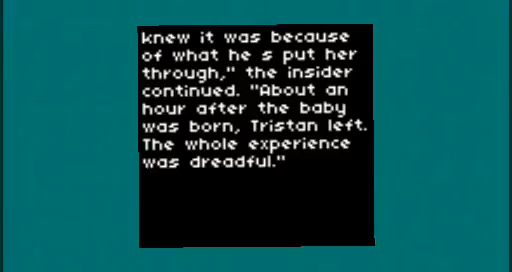 knew it was because
of what he s put her
through," the insider
continued. "About an
hour after the baby
was born, Tristan left.
The whole experience
was dreadful."